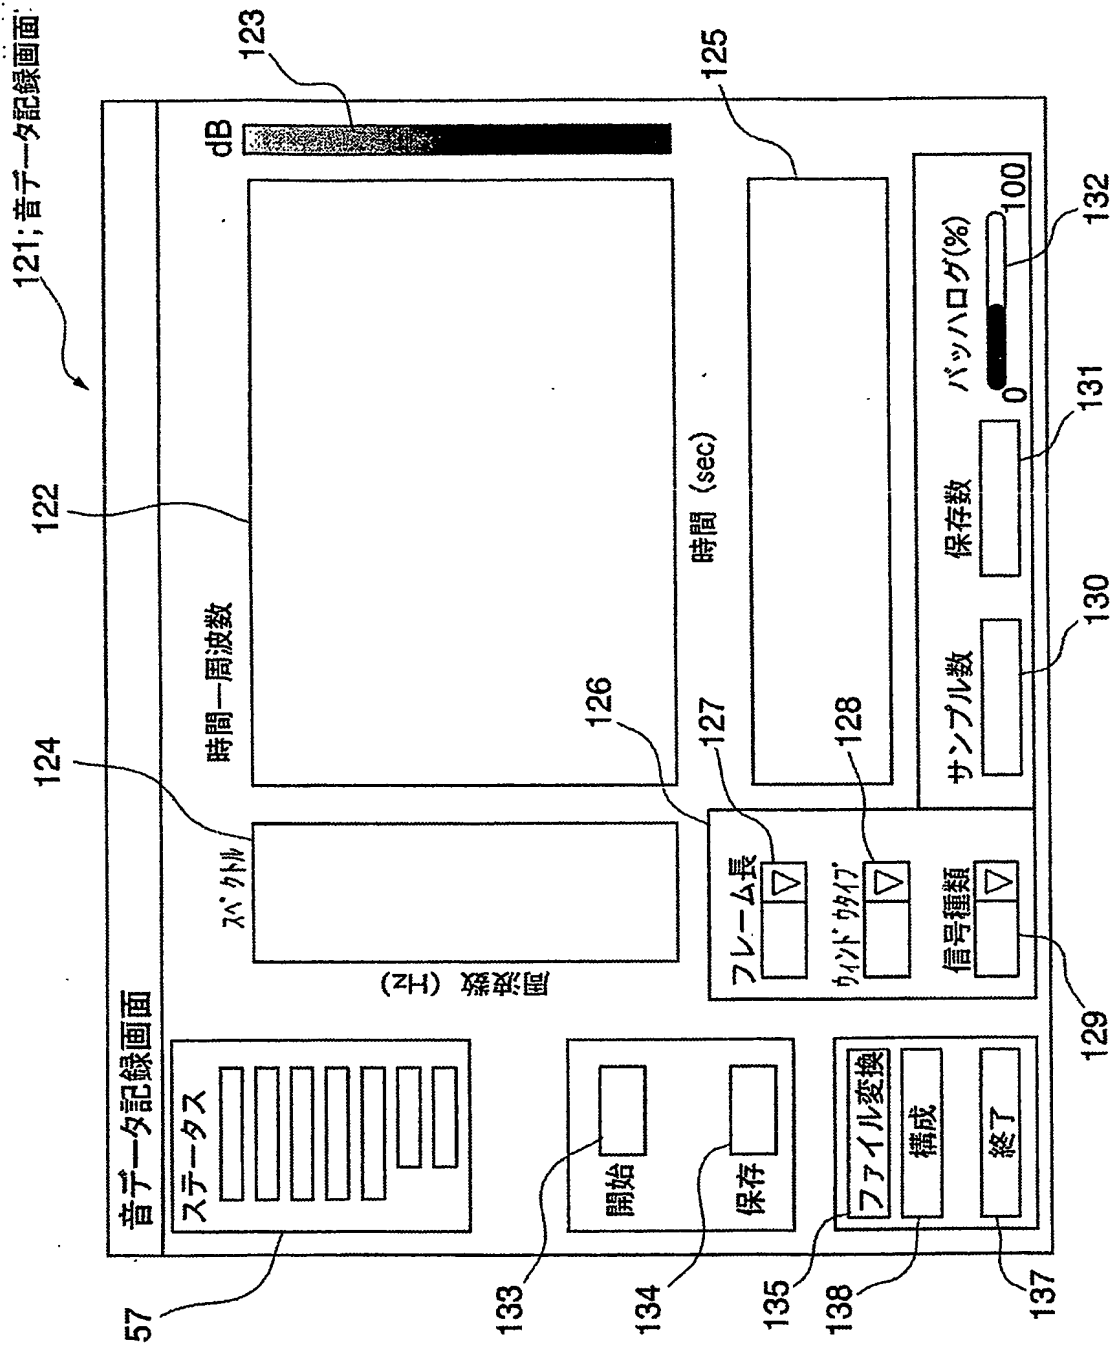 121;音データ記録画面
音データ記録画面
ステータス
57
124
122
123
スペクトル
時間―周波数
dB
周波数 (Hz)
時間 (sec)
125
133
開始
134
保存
126
フレーム長
127
ウィンドウタイプ
128
信号種類
129
135
ファイル変換
138
構成
137
終了
サンプル数
130
保存数
131
バッハログ(%)
0
100
132